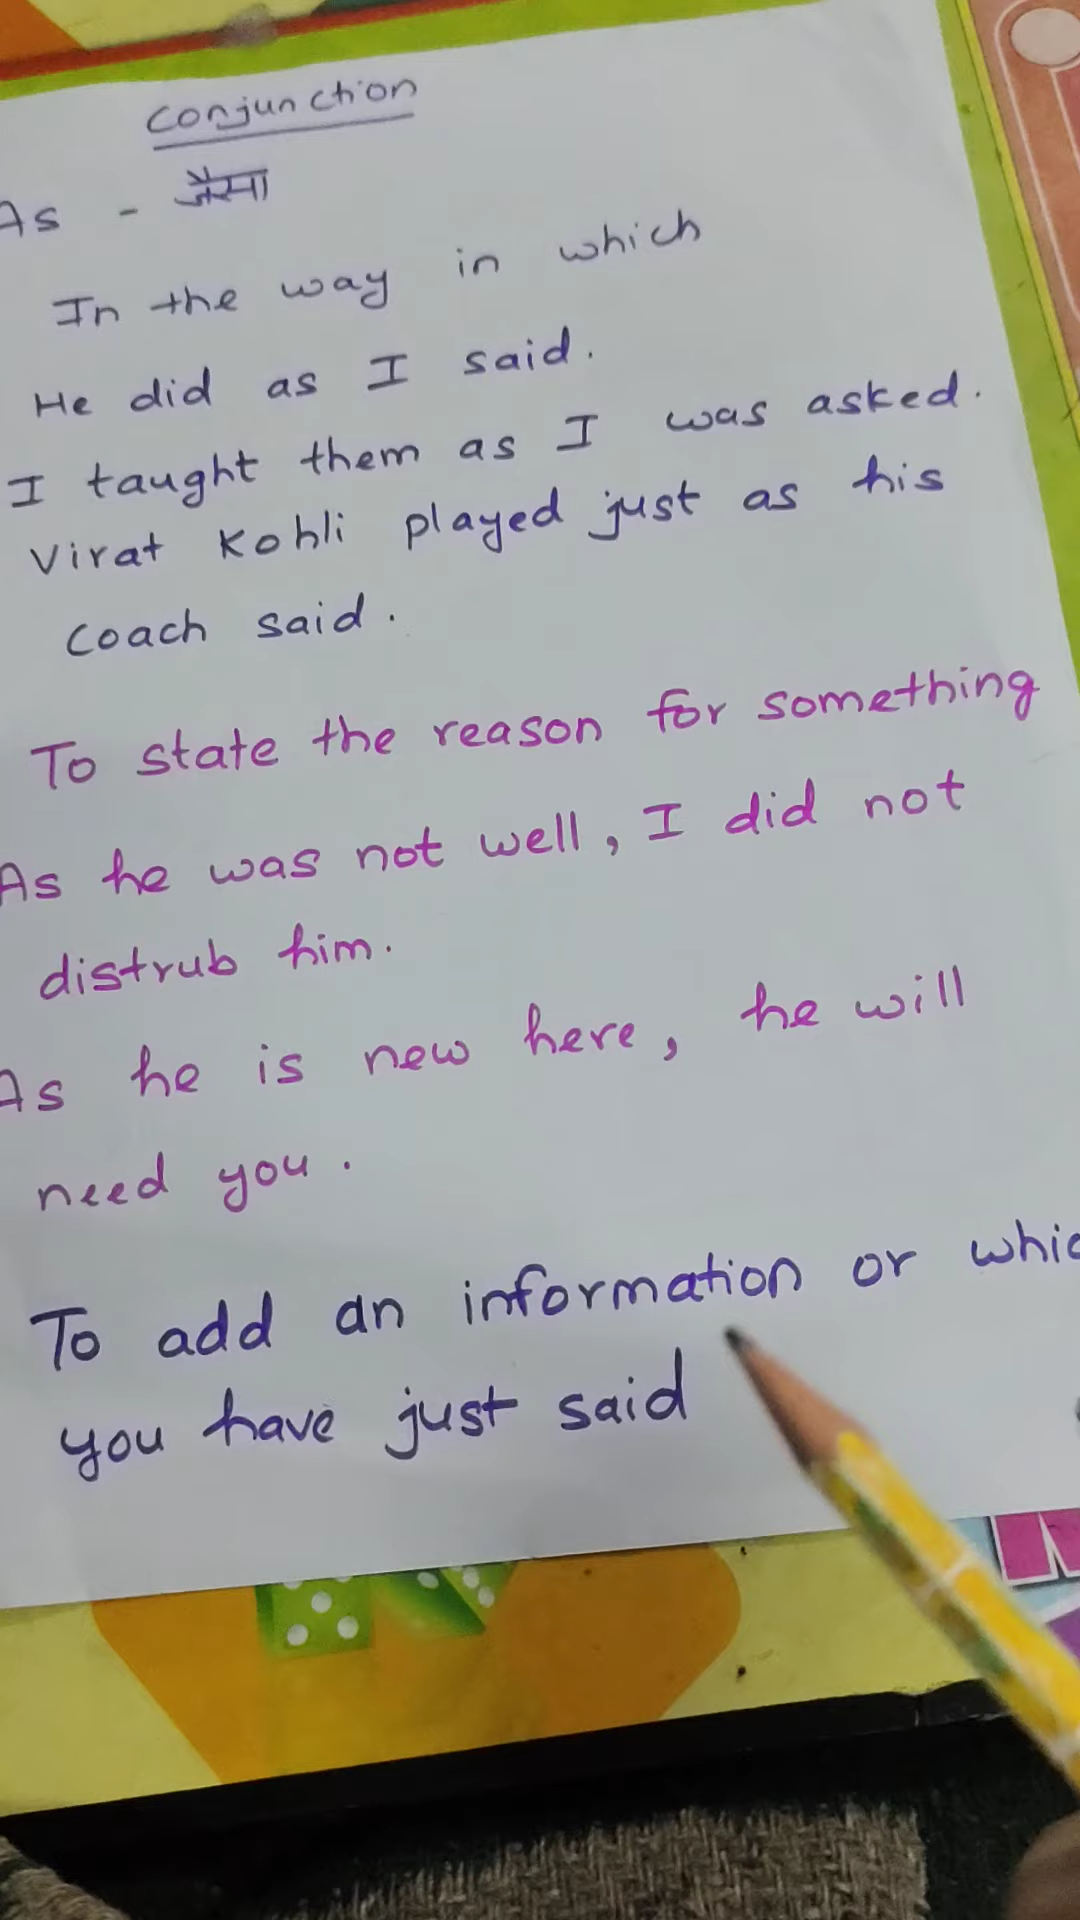 Conjunction
As - जैसा
In the way in which
He did as I said.
I taught them as I was asked.
Virat Kohli played just as his
coach said.
To state the reason for something
As he was not well, I did not
distrub him.
As he is new here, he will
need you.
To add an information or
you have just said